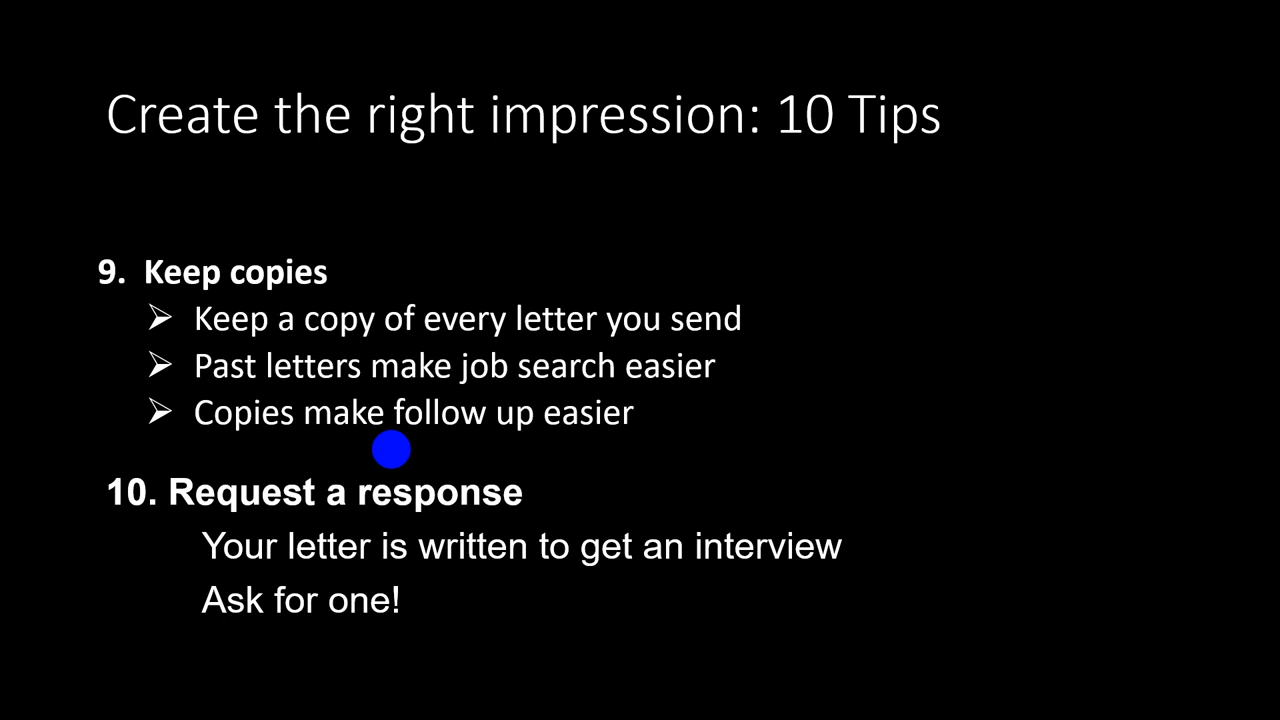 Create the right impression: 10 Tips
9. Keep copies
➢ Keep a copy of every letter you send
➢ Past letters make job search easier
➢ Copies make follow up easier
10. Request a response
Your letter is written to get an interview
Ask for one!